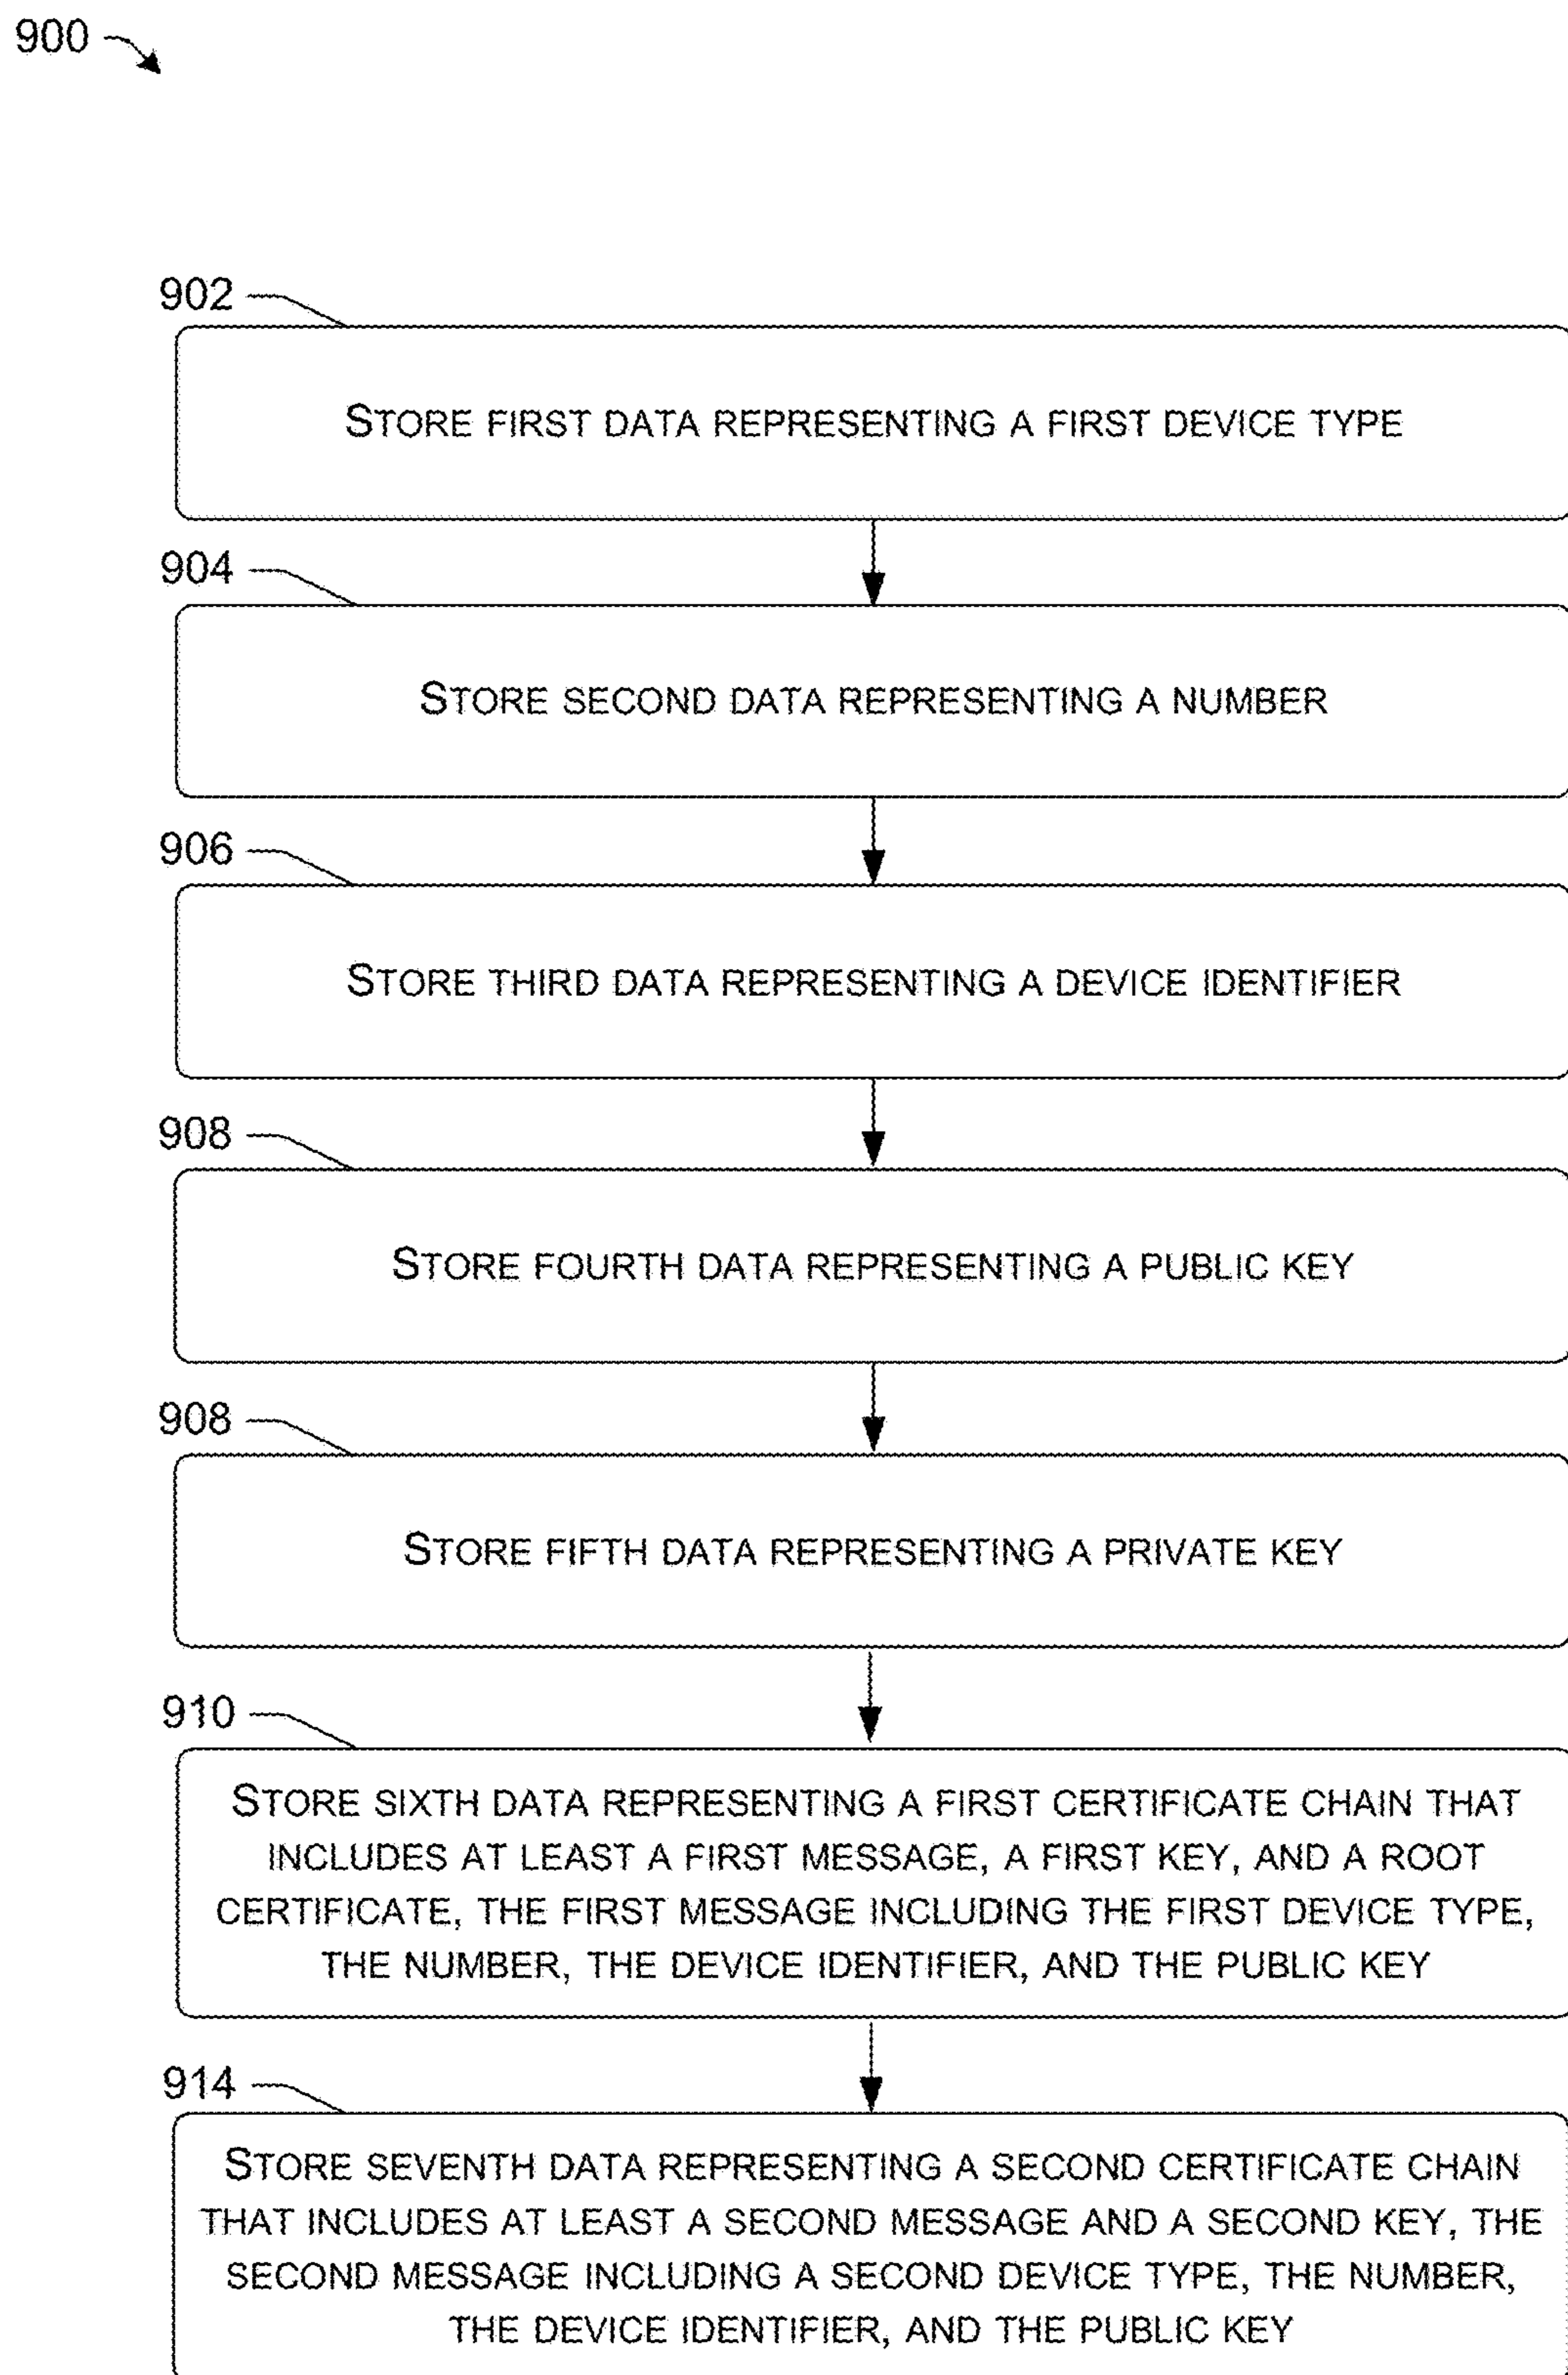 900
902
STORE FIRST DATA REPRESENTING A FIRST DEVICE TYPE
904
STORE SECOND DATA REPRESENTING A NUMBER
906
STORE THIRD DATA REPRESENTING A DEVICE IDENTIFIER
908
STORE FOURTH DATA REPRESENTING A PUBLIC KEY
908
STORE FIFTH DATA REPRESENTING A PRIVATE KEY
910
STORE SIXTH DATA REPRESENTING A FIRST CERTIFICATE CHAIN THAT
INCLUDES AT LEAST A FIRST MESSAGE, A FIRST KEY, AND A ROOT
CERTIFICATE, THE FIRST MESSAGE INCLUDING THE FIRST DEVICE TYPE,
THE NUMBER, THE DEVICE IDENTIFIER, AND THE PUBLIC KEY
914
STORE SEVENTH DATA REPRESENTING A SECOND CERTIFICATE CHAIN
THAT INCLUDES AT LEAST A SECOND MESSAGE AND A SECOND KEY, THE
SECOND MESSAGE INCLUDING A SECOND DEVICE TYPE, THE NUMBER,
THE DEVICE IDENTIFIER, AND THE PUBLIC KEY